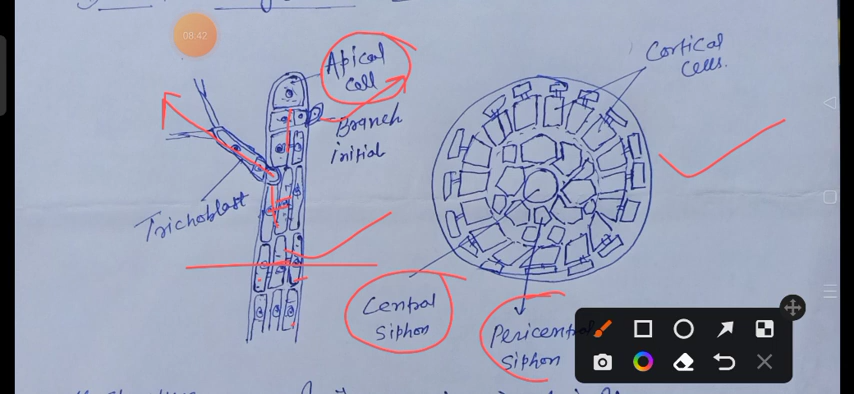 08:42
Apical
cell
Cortical
Cells.
Branch
initial
Trichoblast
Central
Siphon
Pericentral
Siphon